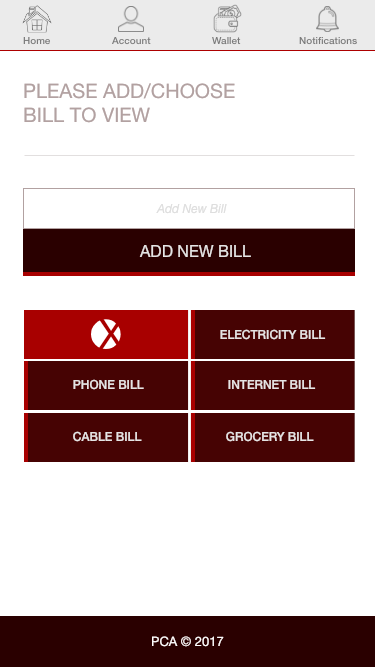 Home
Account
Wallet
Notifications
PLEASE ADD/CHOOSE
BILL TO VIEW
Add New Bill
ADD NEW BILL
ELECTRICITY BILL
PHONE BILL
INTERNET BILL
CABLE BILL
GROCERY BILL
PCA © 2017